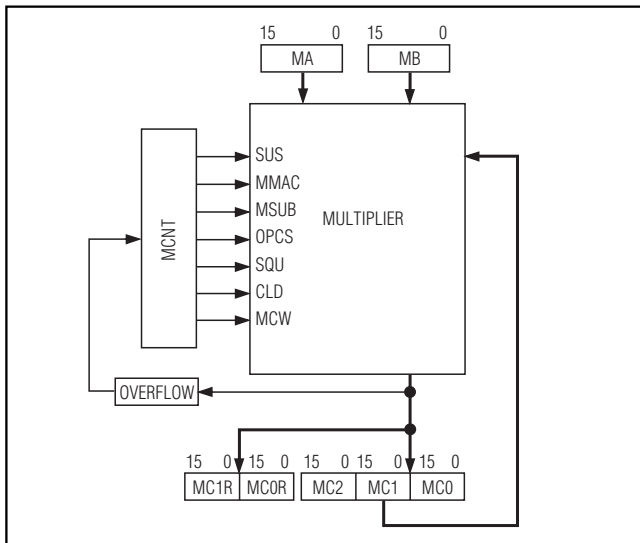 15 0 15 0
MA MB
SUS
MMAC
MSUB
OPCS
SQU
CLD
MCW
MCNT
MULTIPLIER
OVERFLOW
15 0 15 0 15 0 15 0 15 0
MC1R MC0R MC2 MC1 MC0